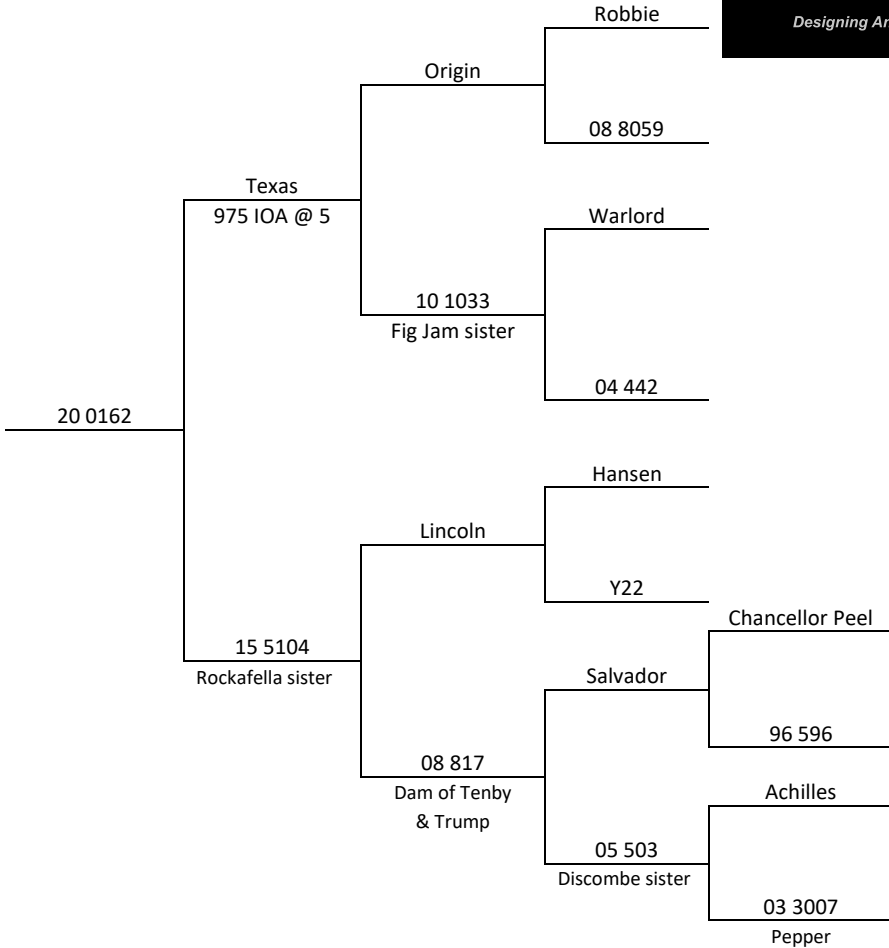 Robbie
Designing
Origin
08 8059
Texas
975 IOA @ 5
Warlord
10 1033
Fig Jam sister
04 442
20 0162
Hansen
Lincoln
Y22
Chancellor Peel
15 5104
Rockafella sister
Salvador
96 596
08 817
Dam of Tenby
& Trump
Achilles
05 503
Discombe sister
03 3007
Pepper